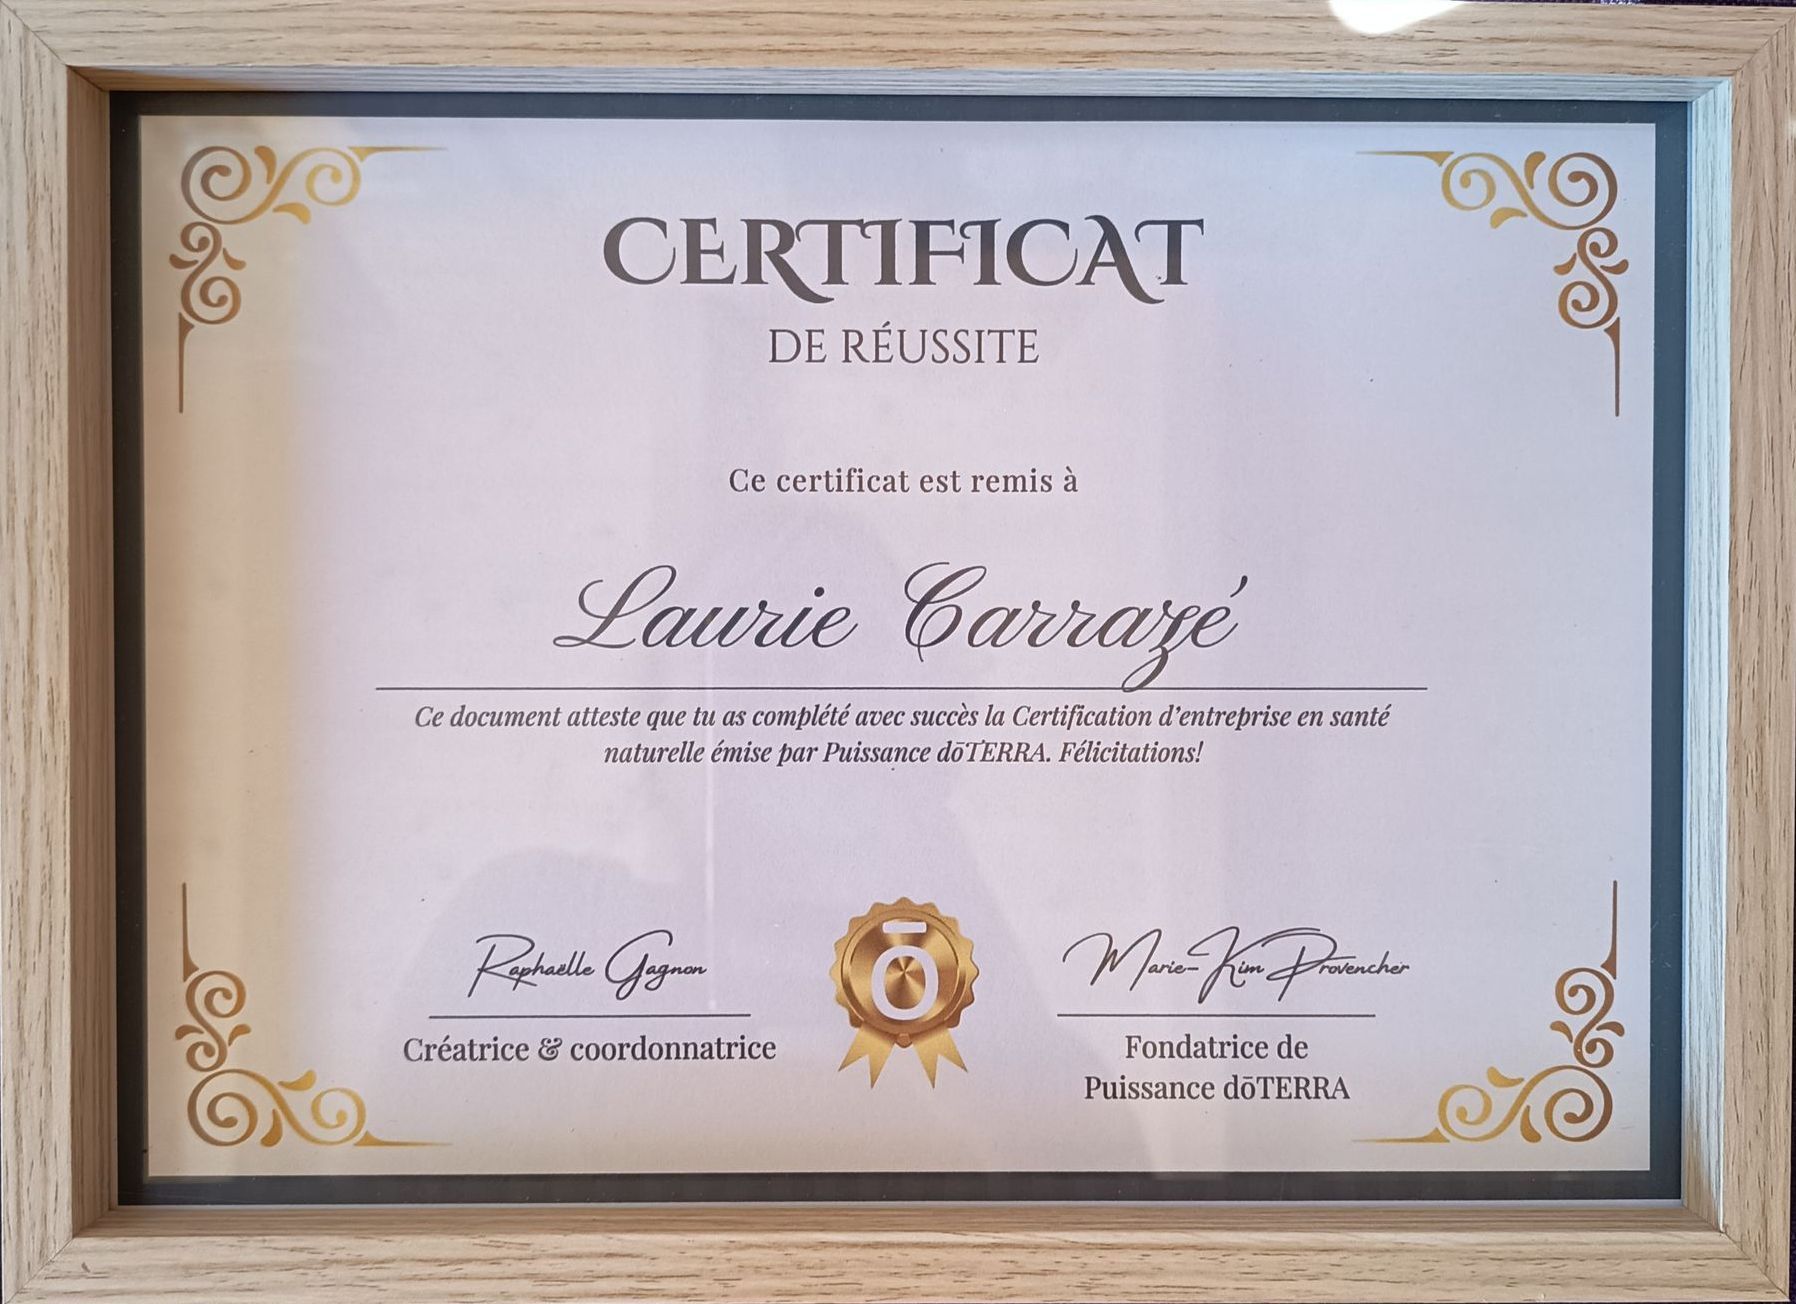 CERTIFICAT
DE RÉUSSITE
Ce certificat est remis à
Laurie Carrazé
Ce document atteste que tu as complété avec succès la Certification d'entreprise en santé
naturelle émise par Puissance dōTERRA. Félicitations!
Raphaëlle Gagnon
Créatrice & coordonnatrice
ō
Marie-Kim Provencher
Fondatrice de
Puissance dōTERRA